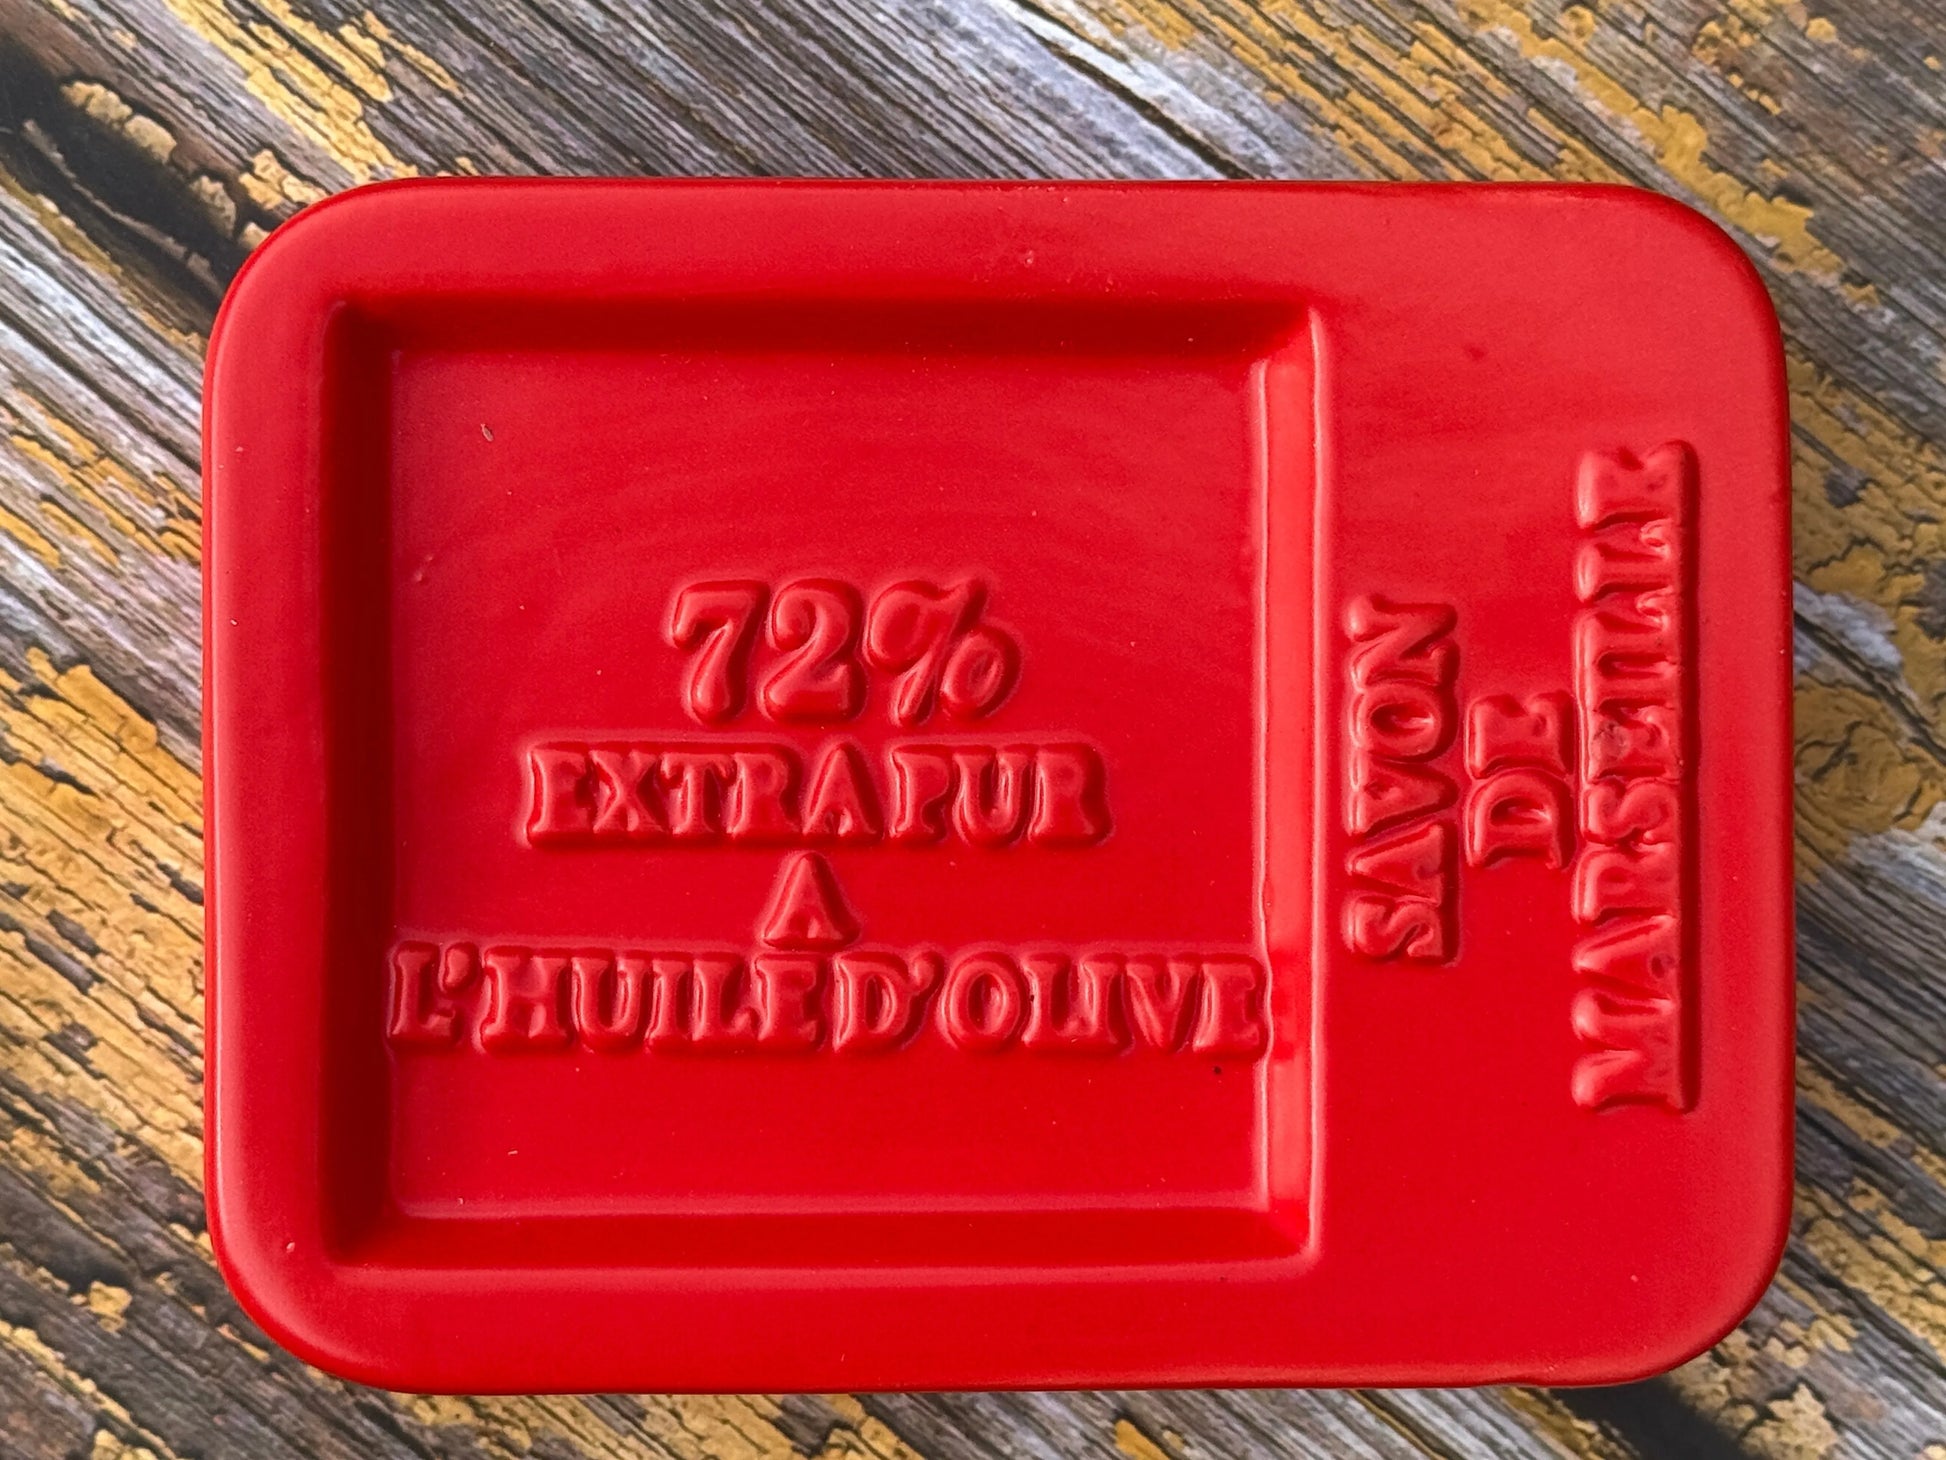 72%
EXTRA PUR
A
L'HUILE D'OLIVE
SAVON
DE
MARSEILLE